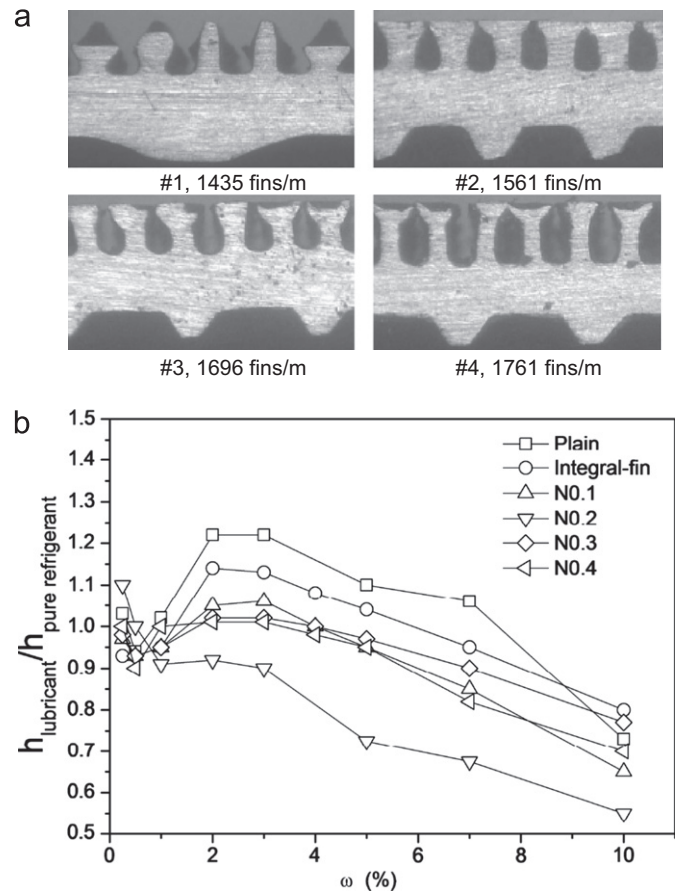 a
#1, 1435 fins/m
#2, 1561 fins/m
#3, 1696 fins/m
#4, 1761 fins/m
b
h_lubricant/h_pure refrigerant
1.5
1.4
1.3
1.2
1.1
1.0
0.9
0.8
0.7
0.6
0.5
Plain
Integral-fin
N0.1
N0.2
N0.3
N0.4
0
2
4
6
8
10
ω (%)